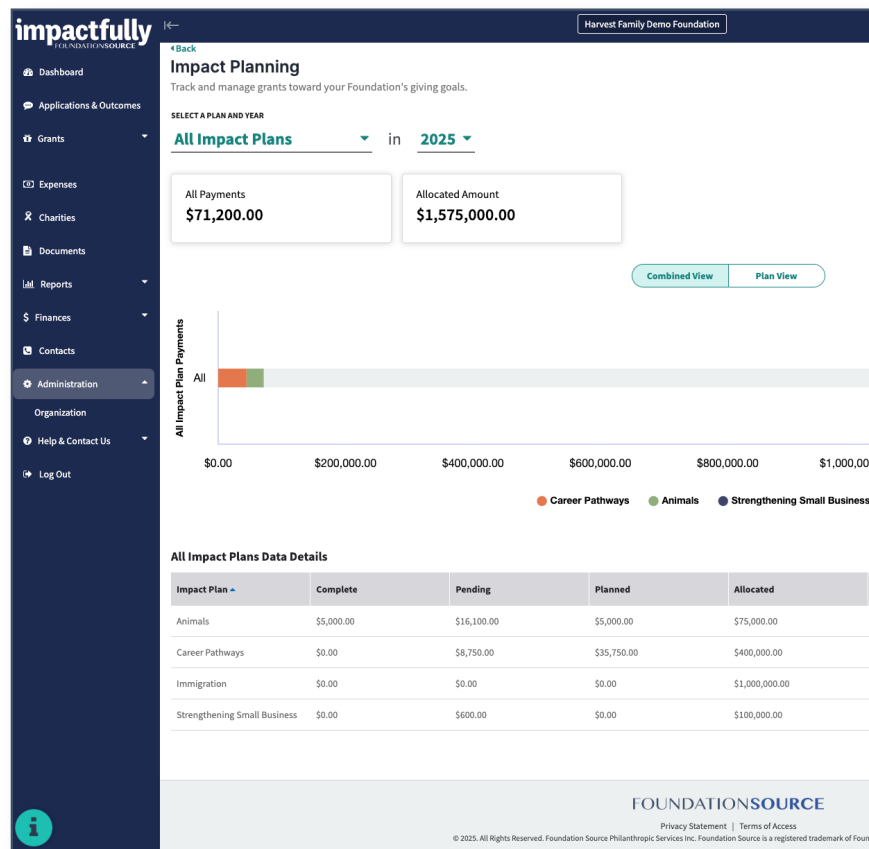 impactfully
FOUNDATIONSOURCE
Dashboard
Applications & Outcomes
Grants
Expenses
Charities
Documents
Reports
Finances
Contacts
Administration
Organization
Help & Contact Us
Log Out
Harvest Family Demo Foundation
Back
Impact Planning
Track and manage grants toward your Foundation's giving goals.
SELECT A PLAN AND YEAR
All Impact Plans in 2025
All Payments
$71,200.00
Allocated Amount
$1,575,000.00
Combined View Plan View
All Impact Plan Payments
All
$0.00 $200,000.00 $400,000.00 $600,000.00 $800,000.00 $1,000,00
Career Pathways Animals Strengthening Small Business
All Impact Plans Data Details
Impact Plan Complete Pending Planned Allocated
Animals $5,000.00 $16,100.00 $5,000.00 $75,000.00
Career Pathways $0.00 $8,750.00 $35,750.00 $400,000.00
Immigration $0.00 $0.00 $0.00 $1,000,000.00
Strengthening Small Business $0.00 $600.00 $0.00 $100,000.00
FOUNDATIONSOURCE
Privacy Statement | Terms of Access
© 2025. All Rights Reserved. Foundation Source Philanthropic Services Inc. Foundation Source is a registered trademark of Foun